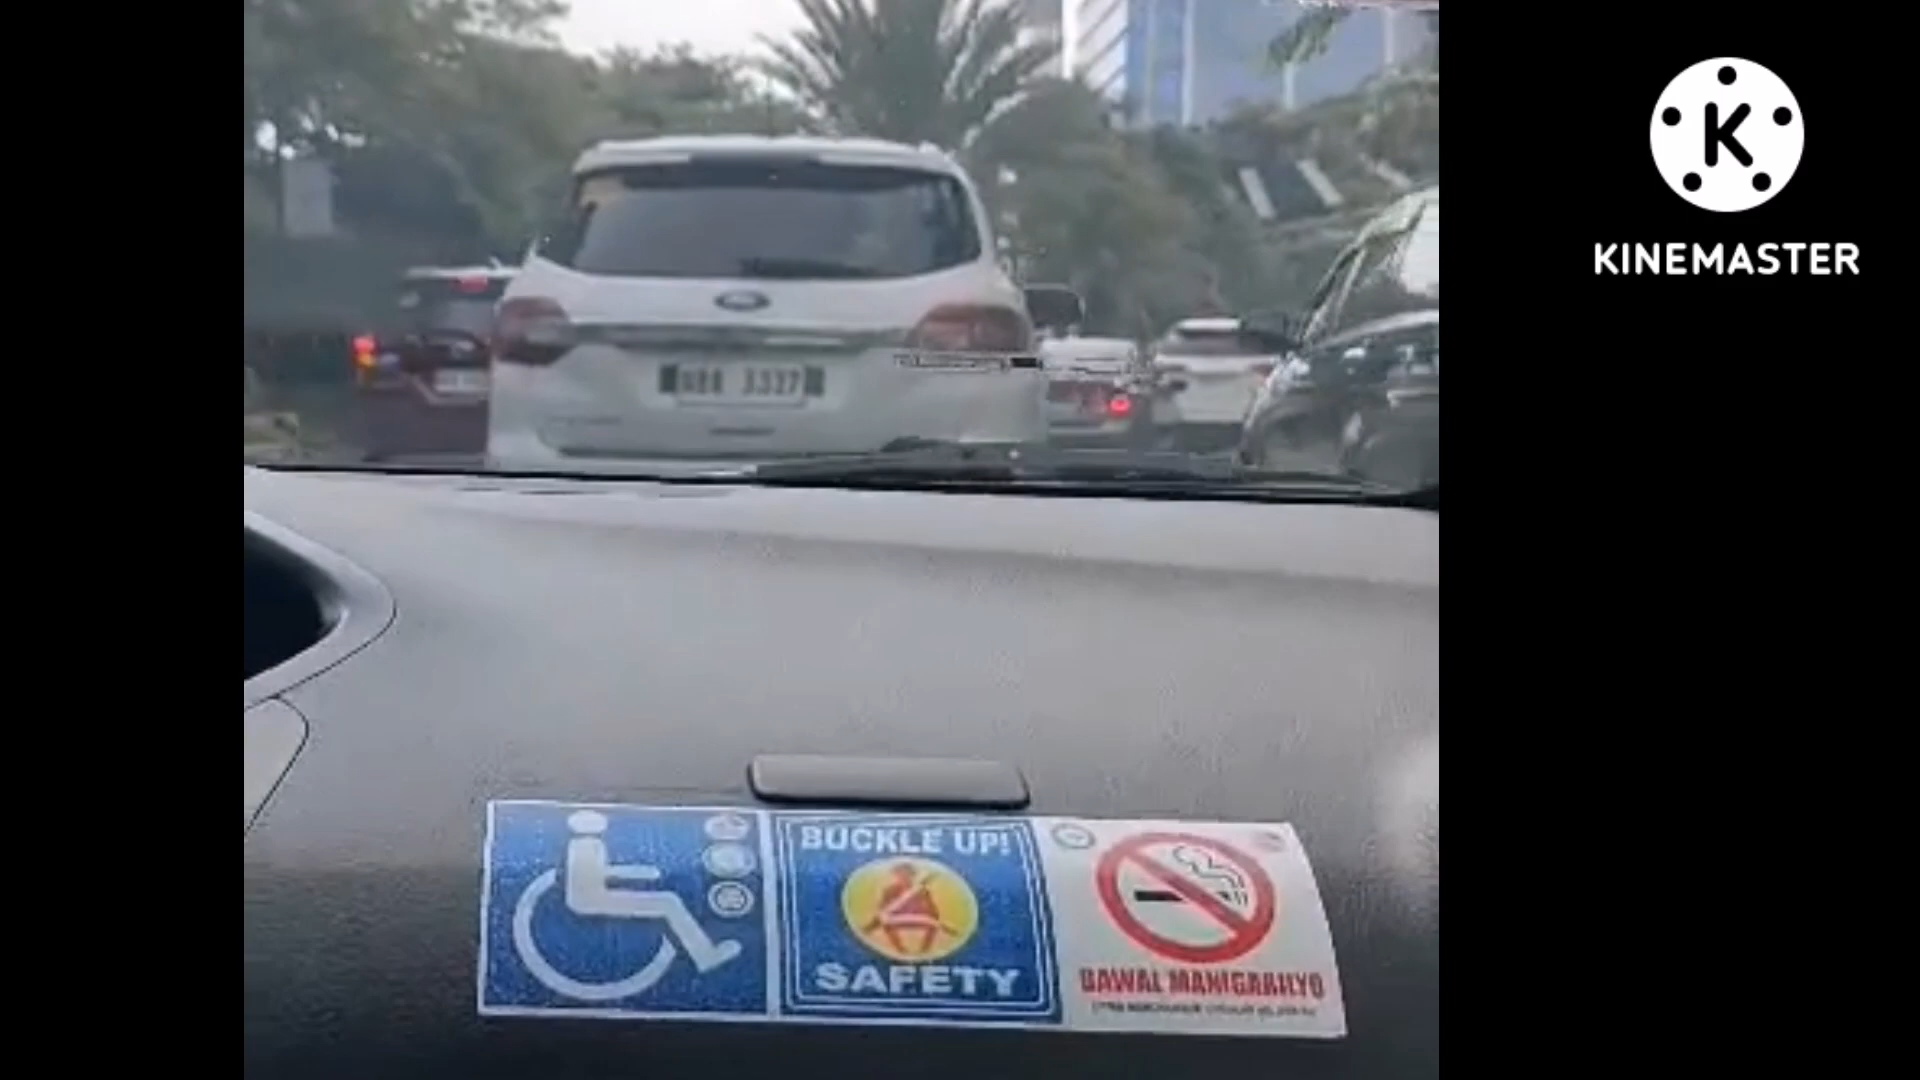 K
KINEMASTER
BUCKLE UP!
SAFETY
BAWAL MANIGARILYO